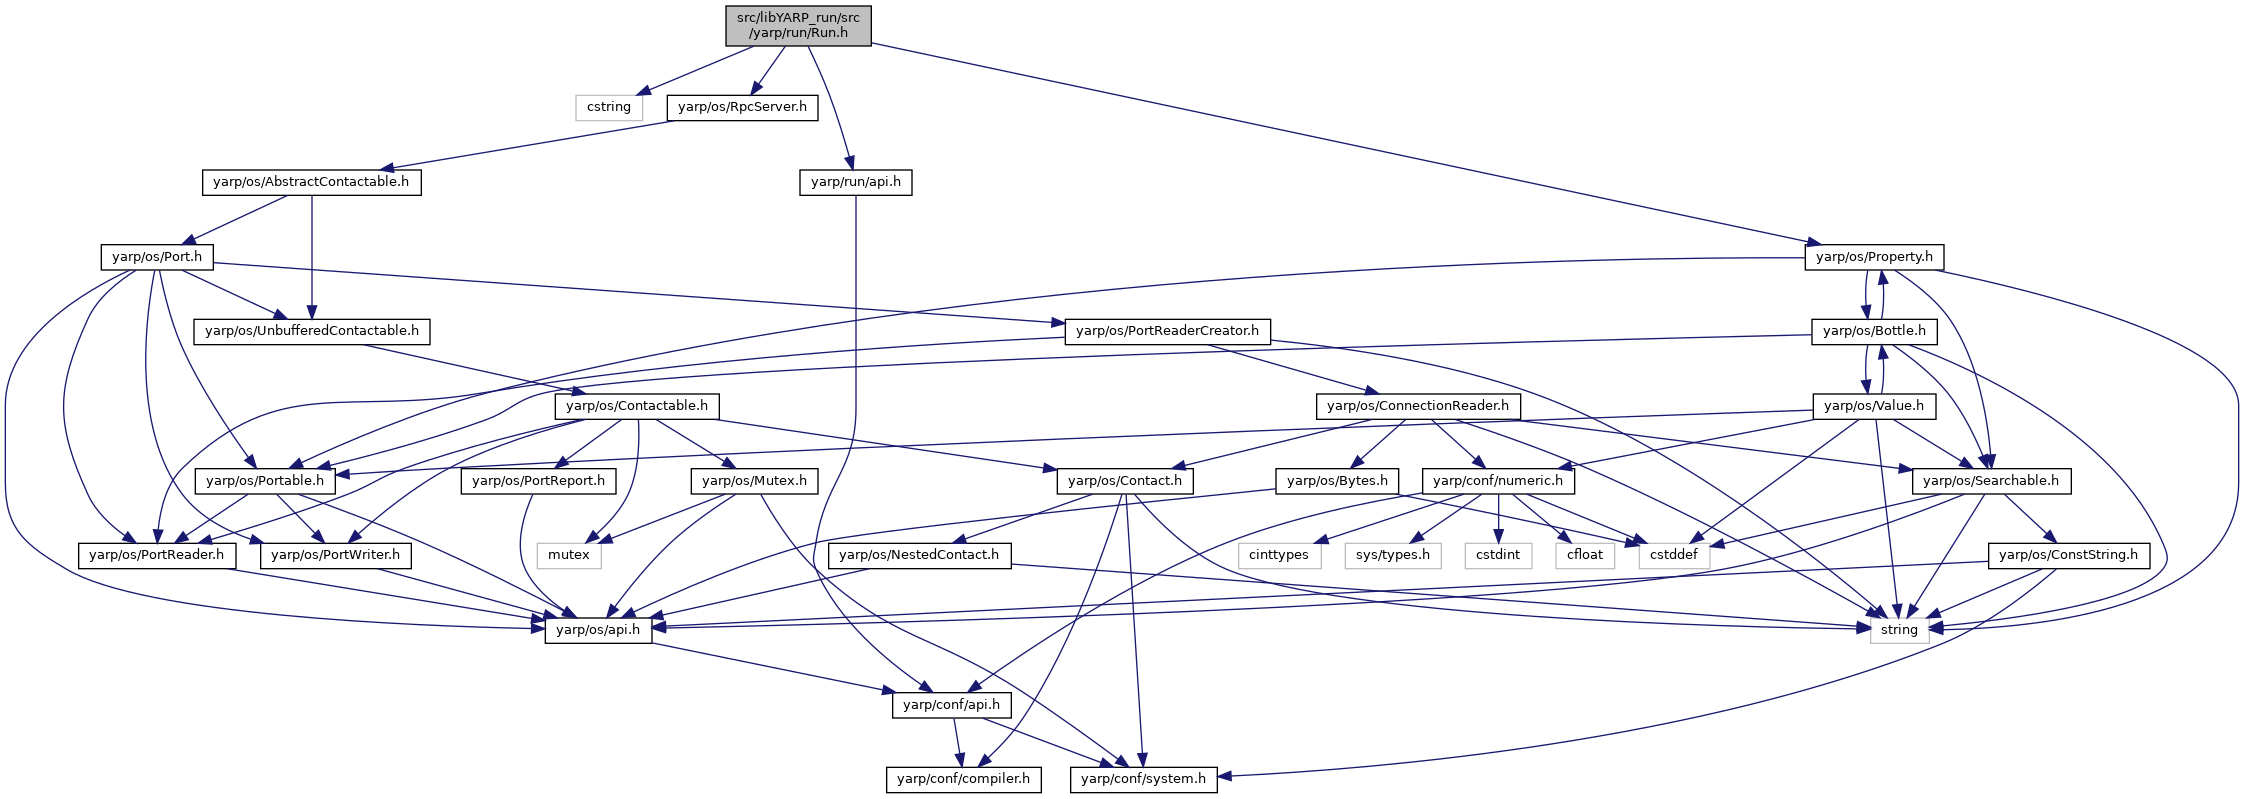 src/libYARP_run/src
/yarp/run/Run.h
cstring
yarp/os/RpcServer.h
yarp/os/AbstractContactable.h
yarp/run/api.h
yarp/os/Port.h
yarp/os/Property.h
yarp/os/UnbufferedContactable.h
yarp/os/PortReaderCreator.h
yarp/os/Bottle.h
yarp/os/Contactable.h
yarp/os/ConnectionReader.h
yarp/os/Value.h
yarp/os/Portable.h
yarp/os/PortReport.h
yarp/os/Mutex.h
yarp/os/Contact.h
yarp/os/Bytes.h
yarp/conf/numeric.h
yarp/os/Searchable.h
yarp/os/PortReader.h
yarp/os/PortWriter.h
mutex
yarp/os/NestedContact.h
cinttypes
sys/types.h
cstdint
cfloat
cstddef
yarp/os/ConstString.h
yarp/os/api.h
string
yarp/conf/api.h
yarp/conf/compiler.h
yarp/conf/system.h